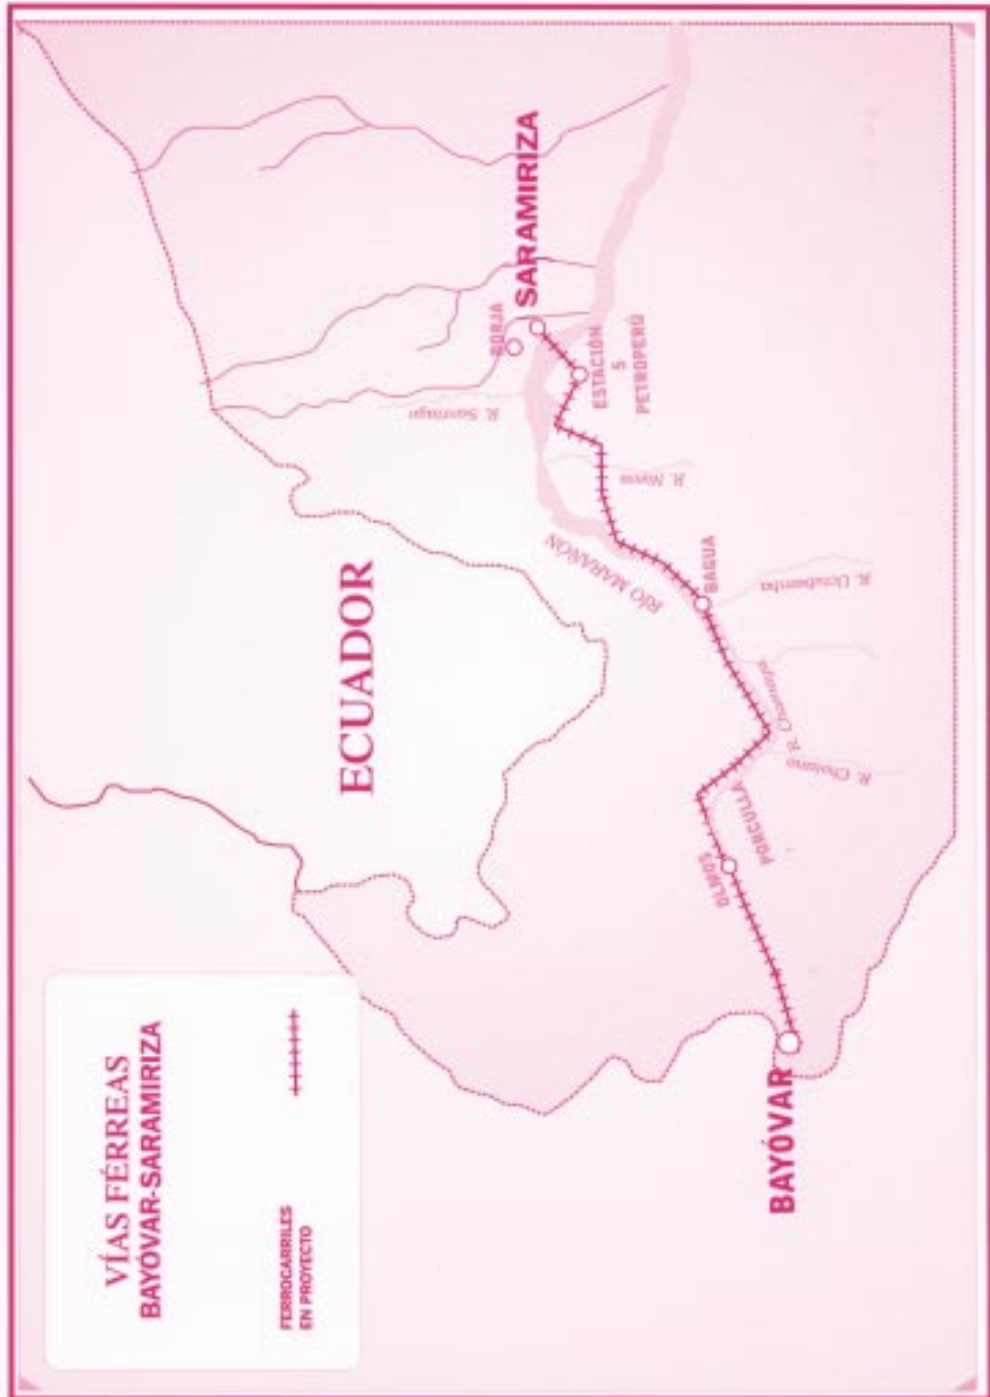 VÍAS FÉRREAS
BAYÓVAR-SARAMIRIZA
FERROCARRILES
EN PROYECTO
ECUADOR
BORJA
SARAMIRIZA
R. Santiago
ESTACIÓN
5
PETROPERÚ
R. Nieva
RÍO MARAÑÓN
BAGUA
R. Utcubamba
R. Chamaya
R. Chotano
PORCULLA
OLMOS
BAYÓVAR